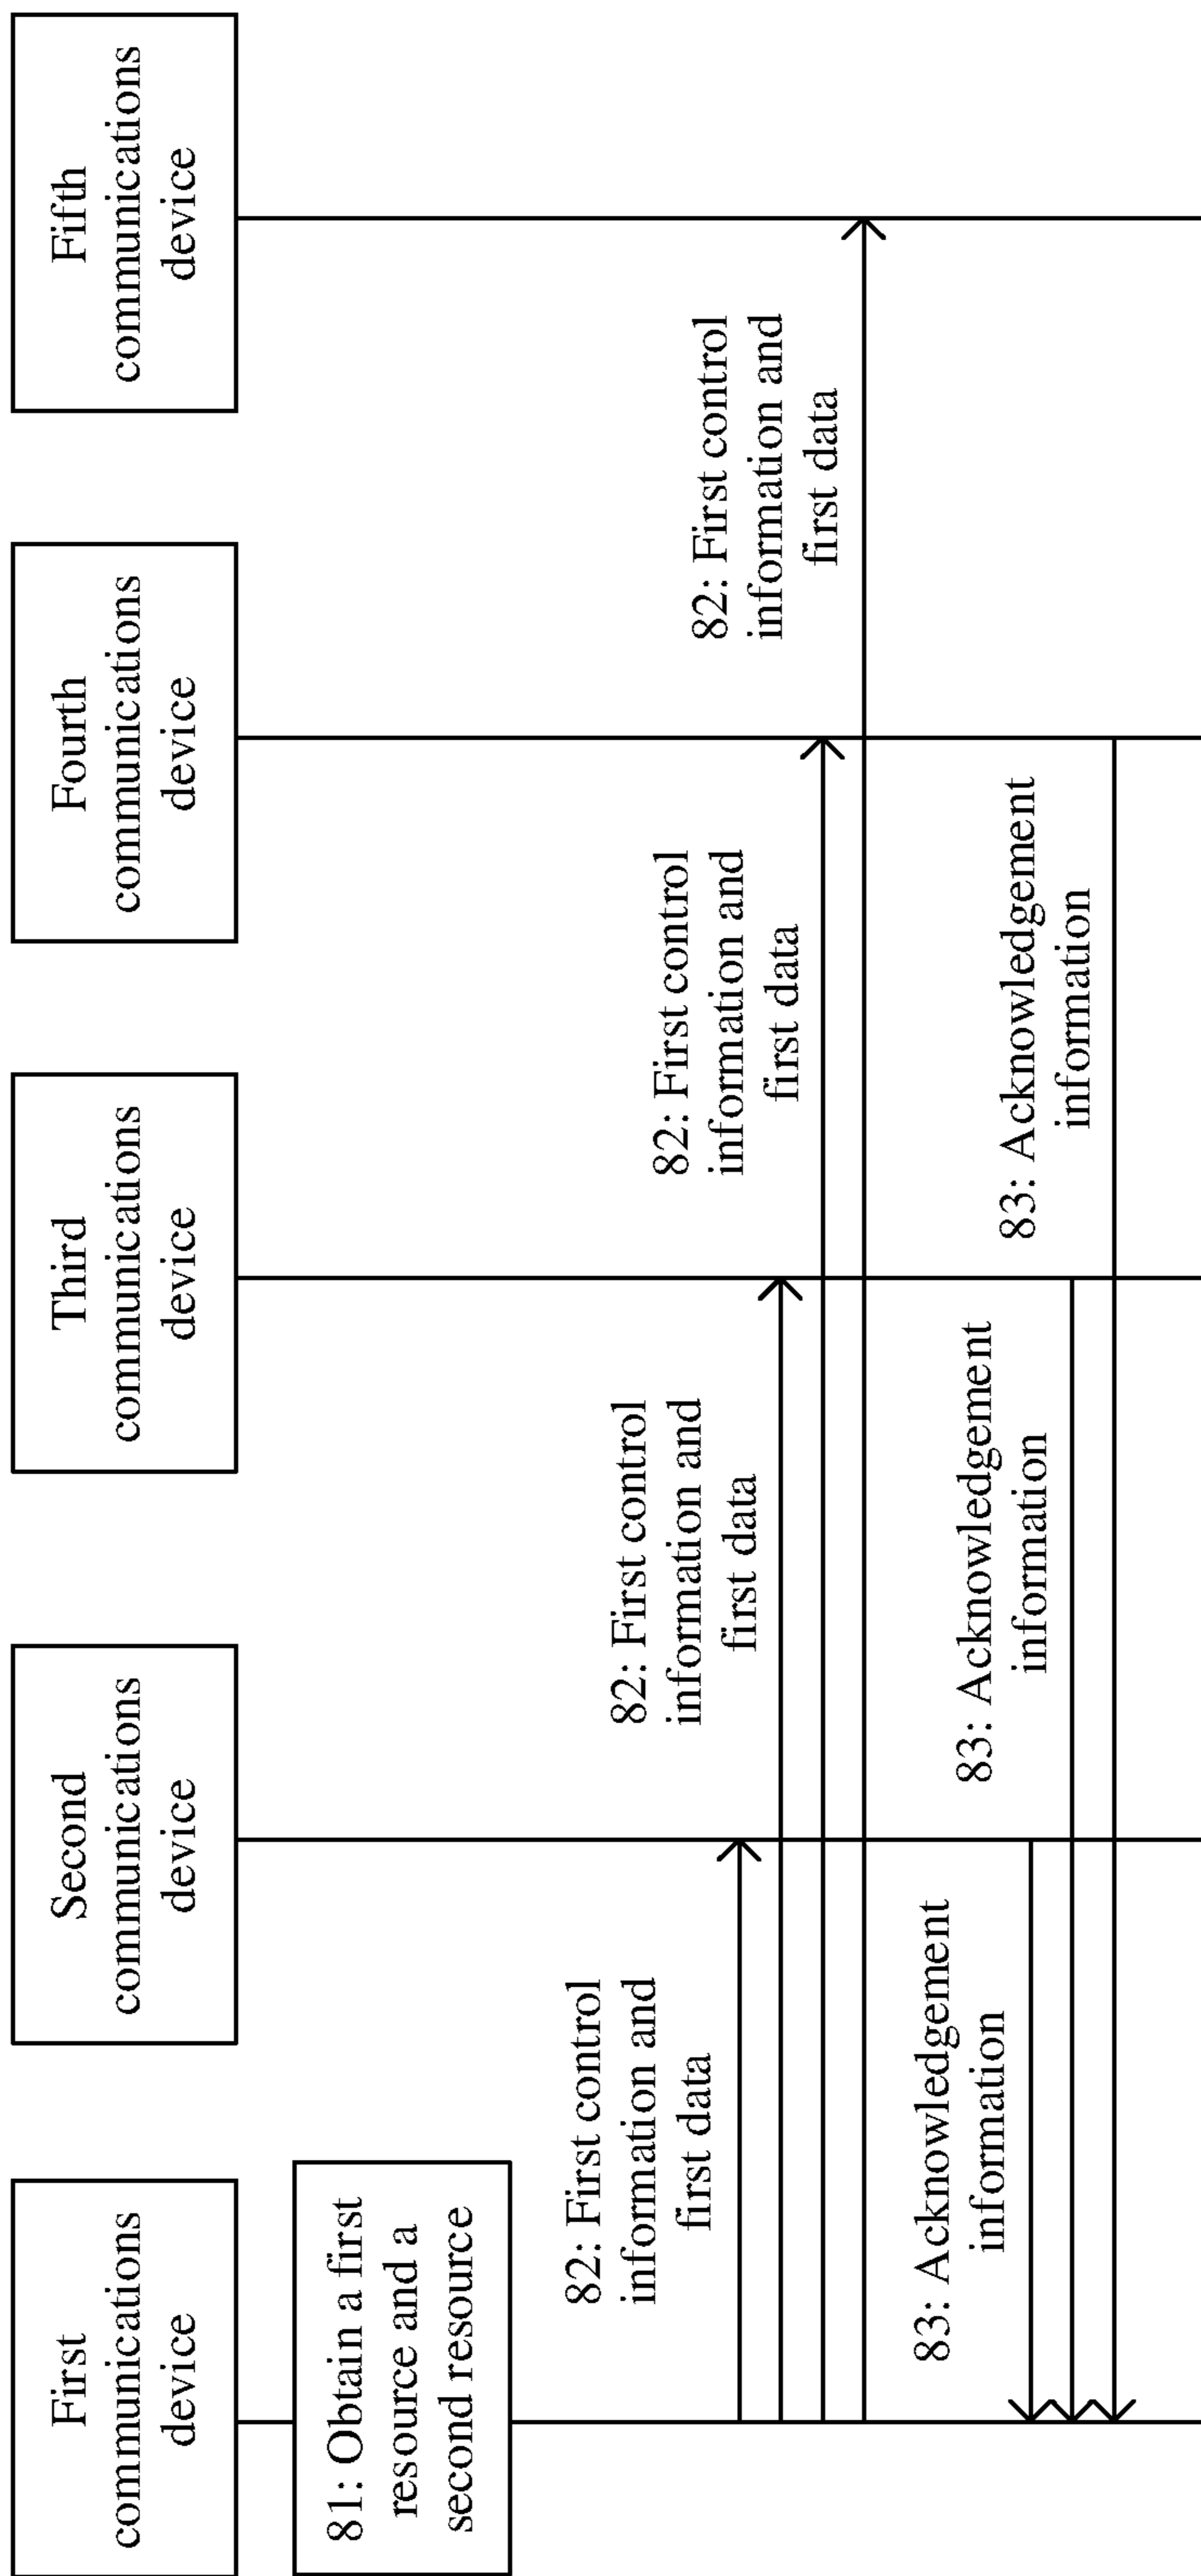 First
communications
device
Second
communications
device
Third
communications
device
Fourth
communications
device
Fifth
communications
device
81: Obtain a first
resource and a
second resource
82: First control
information and
first data
82: First control
information and
first data
82: First control
information and
first data
82: First control
information and
first data
83: Acknowledgement
information
83: Acknowledgement
information
83: Acknowledgement
information